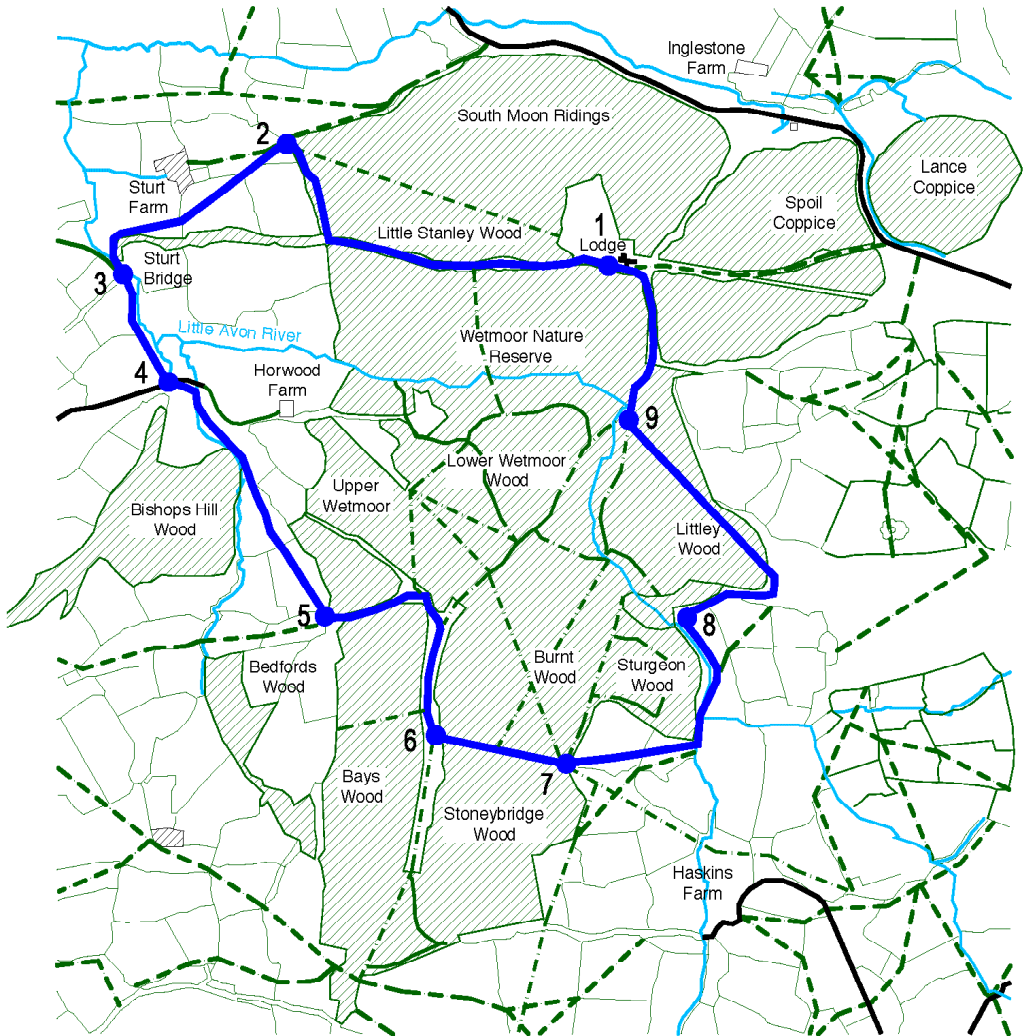 Inglestone
Farm
South Moon Ridings
2
Lance
Coppice
Sturt
Farm
Spoil
Coppice
1
Little Stanley Wood
Lodge
Sturt
Bridge
3
Little Avon River
Wetmoor Nature
Reserve
4
Horwood
Farm
9
Lower Wetmoor
Wood
Upper
Wetmoor
Bishops Hill
Wood
Littley
Wood
5
8
Bedfords
Wood
Burnt
Wood
Sturgeon
Wood
6
7
Bays
Wood
Stoneybridge
Wood
Haskins
Farm